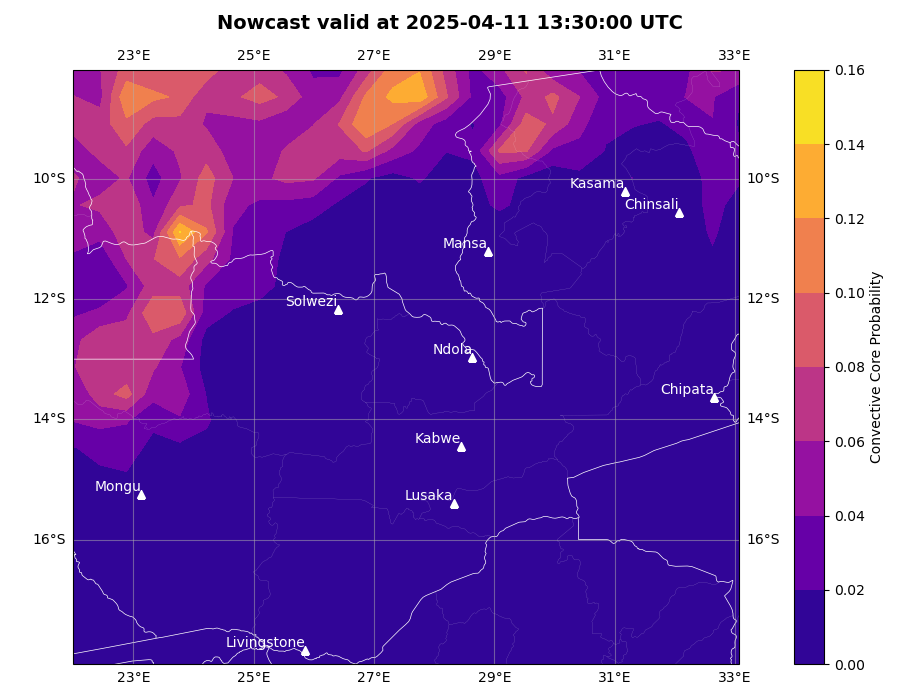 Nowcast valid at 2025-04-11 13:30:00 UTC
23°E 25°E 27°E 29°E 31°E 33°E
0.16
0.14
10°S 10°S
Kasama
Chinsali
0.12
Mansa
0.10
12°S 12°S
Solwezi
Ndola
0.08
Chipata
14°S 14°S
0.06
Kabwe
Mongu
Lusaka
0.04
16°S 16°S
0.02
Livingstone
0.00
23°E 25°E 27°E 29°E 31°E 33°E
Convective Core Probability